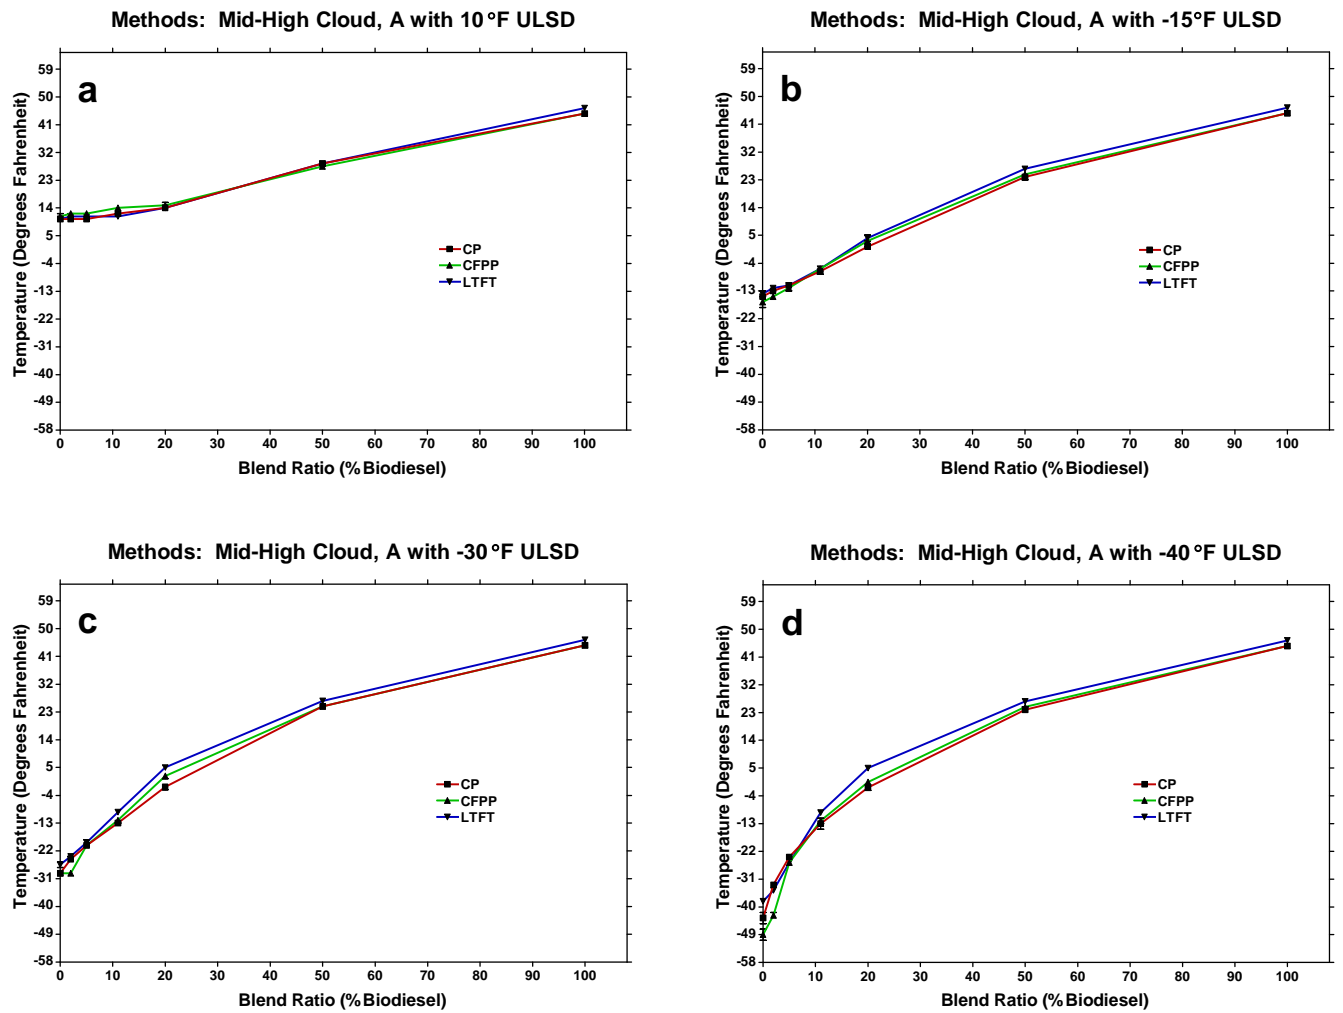 Methods: Mid-High Cloud, A with 10°F ULSD
a
Temperature (Degrees Fahrenheit)
59
50
41
32
23
14
5
-4
-13
-22
-31
-40
-49
-58
CP
CFPP
LTFT
0 10 20 30 40 50 60 70 80 90 100
Blend Ratio (% Biodiesel)
Methods: Mid-High Cloud, A with -15°F ULSD
b
Temperature (Degrees Fahrenheit)
59
50
41
32
23
14
5
-4
-13
-22
-31
-40
-49
-58
CP
CFPP
LTFT
0 10 20 30 40 50 60 70 80 90 100
Blend Ratio (% Biodiesel)
Methods: Mid-High Cloud, A with -30°F ULSD
c
Temperature (Degrees Fahrenheit)
59
50
41
32
23
14
5
-4
-13
-22
-31
-40
-49
-58
CP
CFPP
LTFT
0 10 20 30 40 50 60 70 80 90 100
Blend Ratio (% Biodiesel)
Methods: Mid-High Cloud, A with -40°F ULSD
d
Temperature (Degrees Fahrenheit)
59
50
41
32
23
14
5
-4
-13
-22
-31
-40
-49
-58
CP
CFPP
LTFT
0 10 20 30 40 50 60 70 80 90 100
Blend Ratio (% Biodiesel)